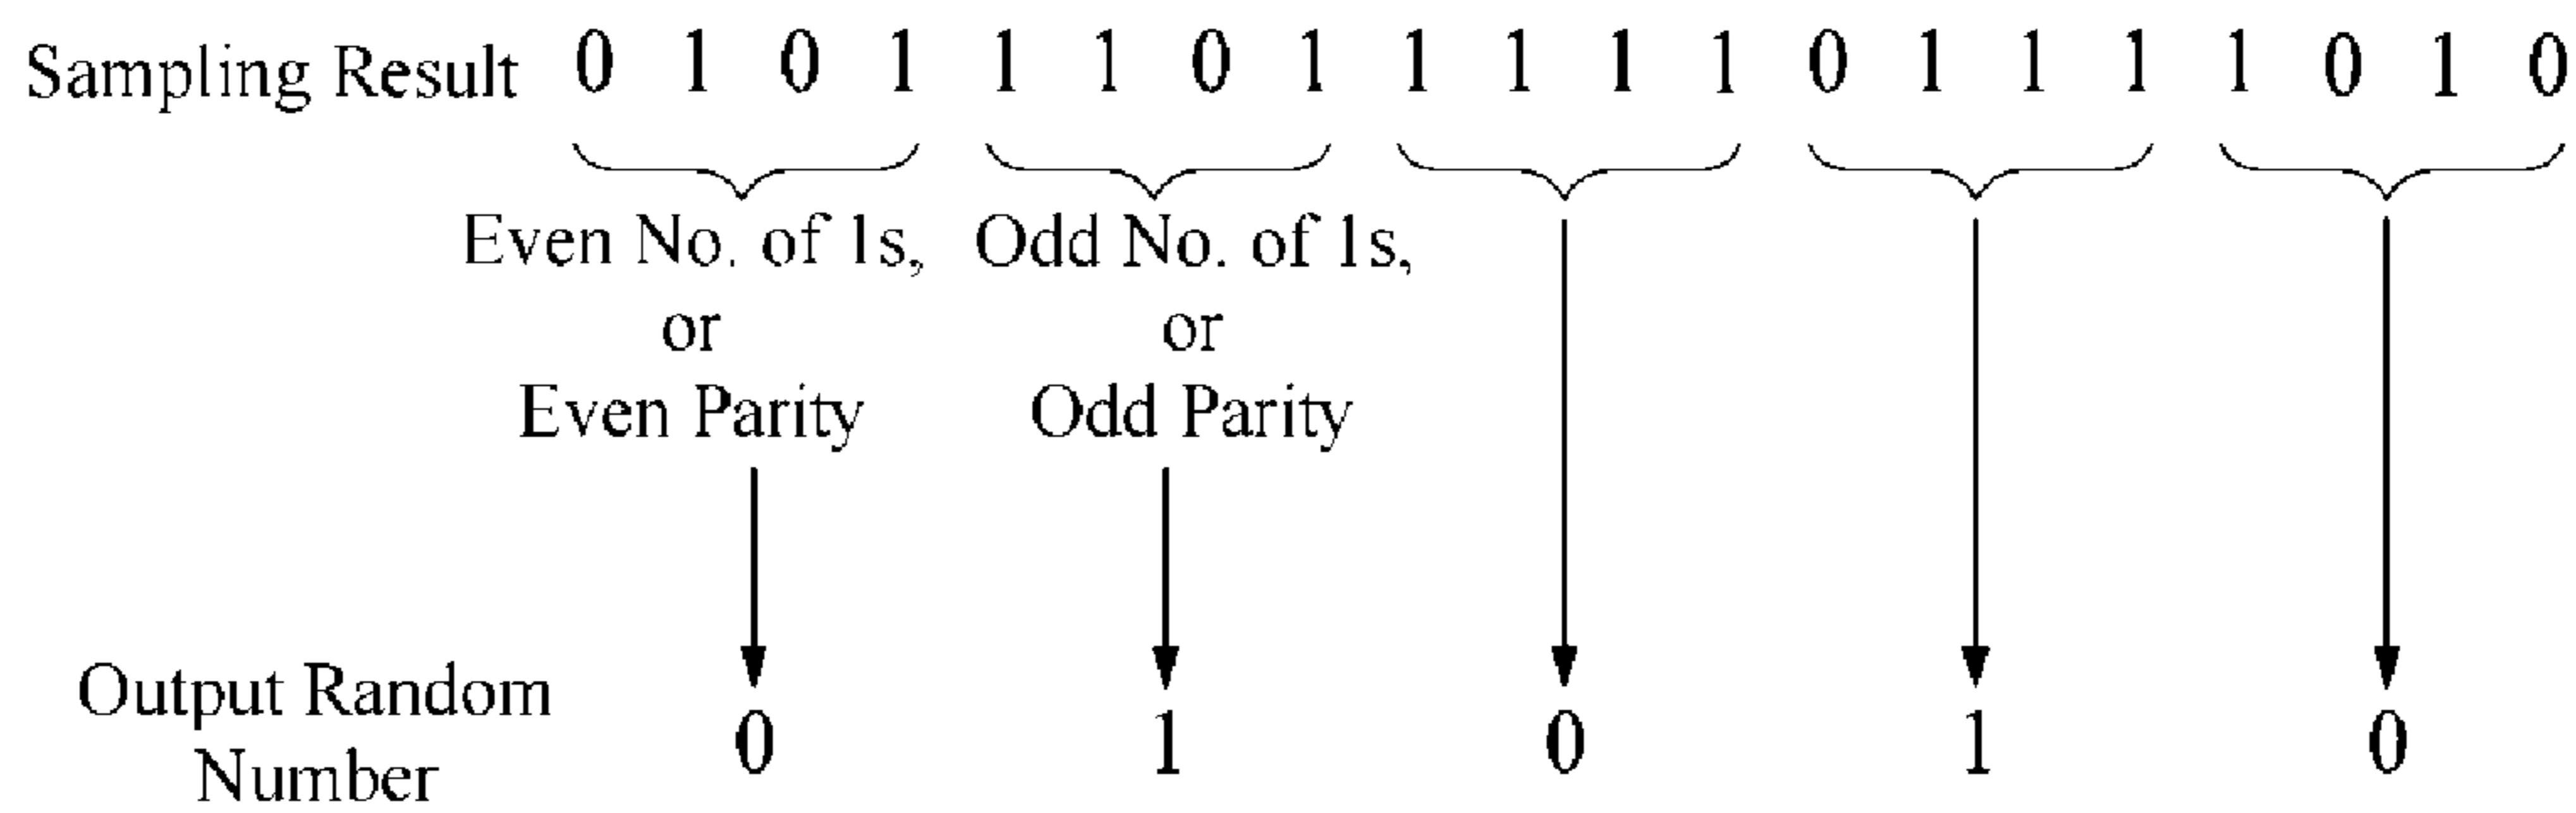 Sampling Result 0 1 0 1 1 1 0 1 1 1 1 1 0 1 1 1 1 0 1 0
Even No. of 1s,
or
Even Parity
Odd No. of 1s,
or
Odd Parity
Output Random
Number
0 1 0 1 0